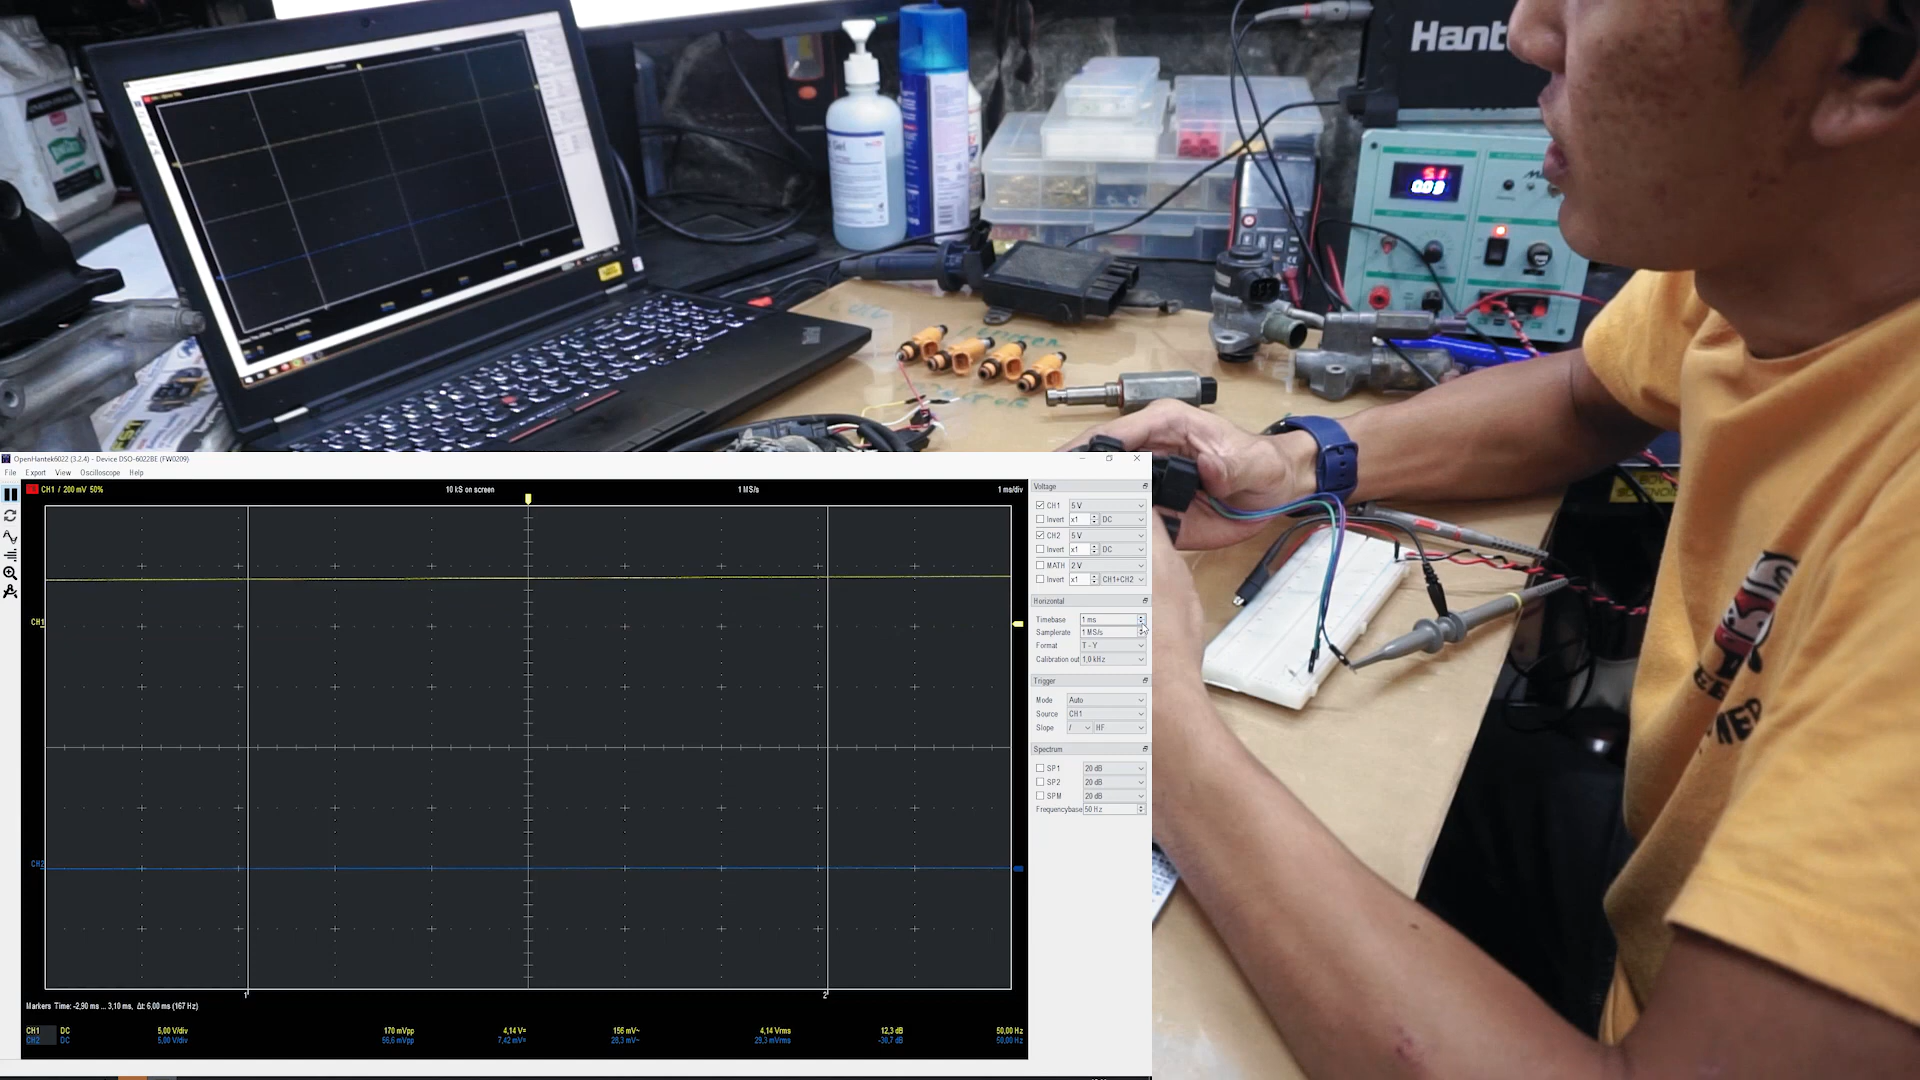 Hant
5.1
0.03
Gel
OpenHantek6022 (3.2.4) - Device DSO-6022BE (FW0209)
File Export View Oscilloscope Help
CH1 / 200 mV 50%
10 kS on screen
1 MS/s
1 ms/div
CH1
CH2
1
2
Markers Time: -2,90 ms ... 3,10 ms, Δt: 6,00 ms (167 Hz)
CH1 DC 5,00 V/div 170 mVpp 4,14 V= 156 mV~ 4,14 Vrms 12,3 dB 50,00 Hz
CH2 DC 5,00 V/div 56,6 mVpp 7,42 mV= 28,3 mV~ 29,3 mVrms -30,7 dB 50,00 Hz
Voltage
CH1 5 V
Invert x1 DC
CH2 5 V
Invert x1 DC
MATH 2 V
Invert x1 CH1+CH2
Horizontal
Timebase 1 ms
Samplerate 1 MS/s
Format T - Y
Calibration out 1,0 kHz
Trigger
Mode Auto
Source CH1
Slope / HF
Spectrum
SP1 20 dB
SP2 20 dB
SPM 20 dB
Frequencybase 50 Hz